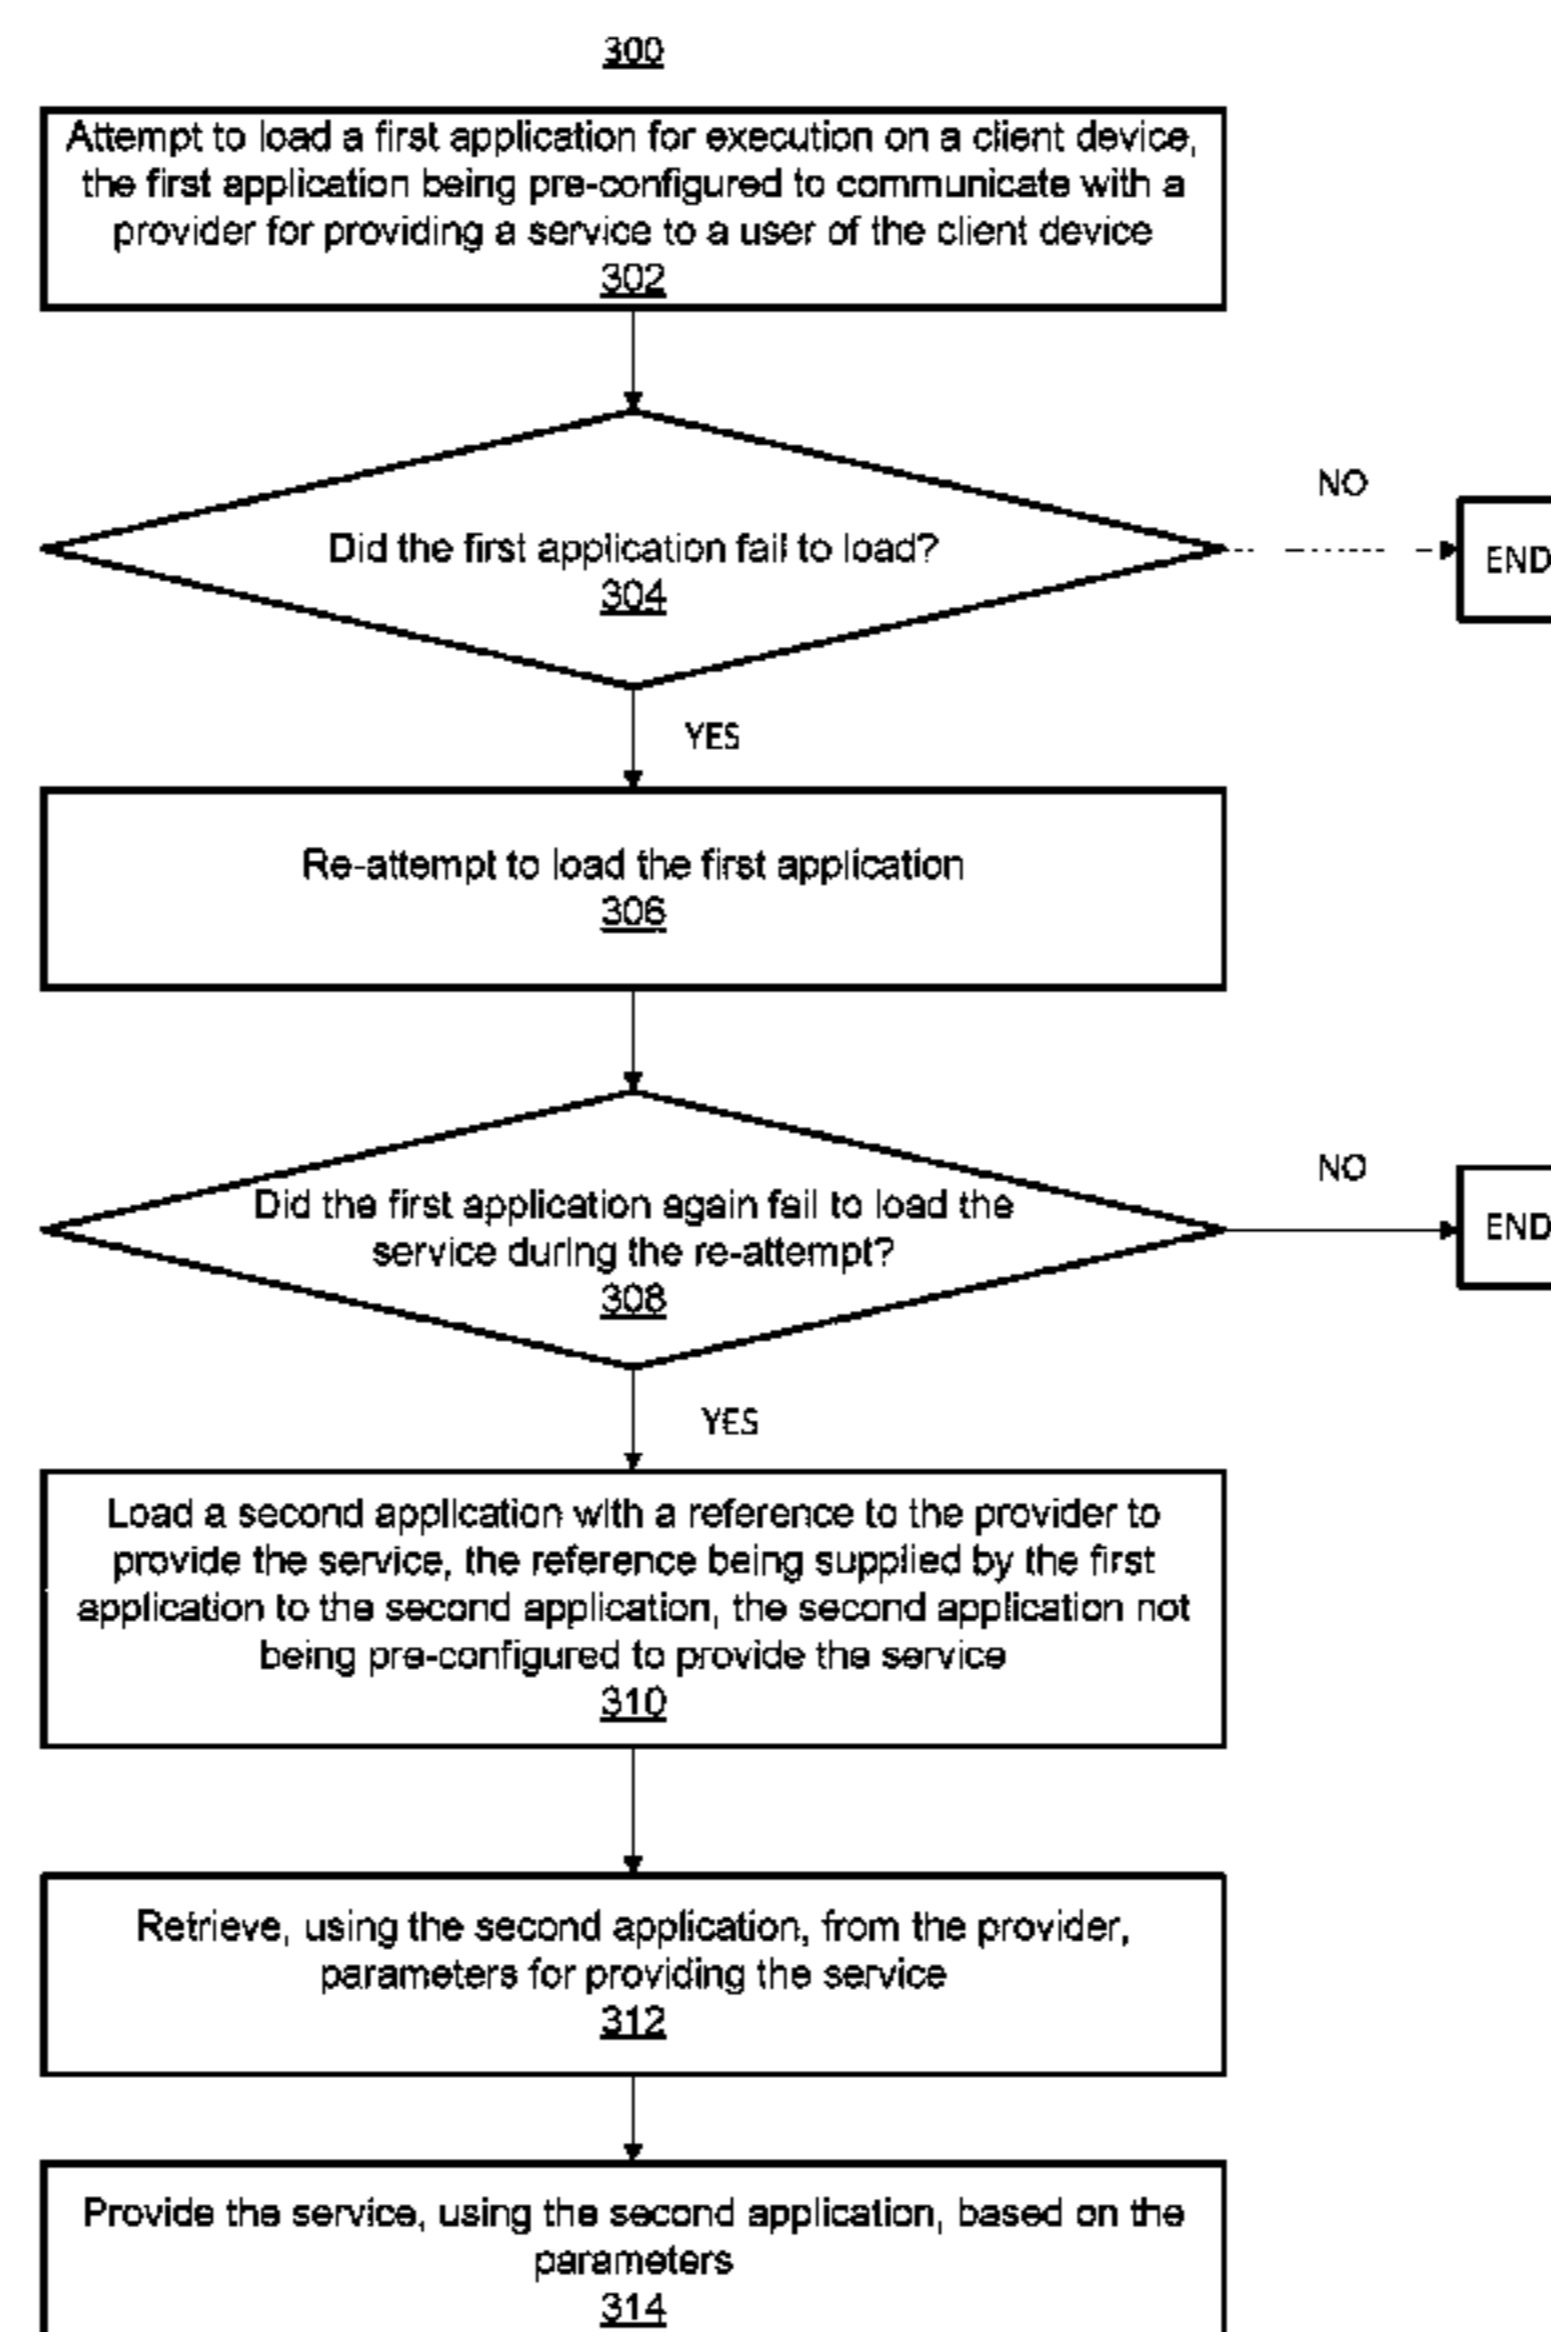 300
Attempt to load a first application for execution on a client device,
the first application being pre-configured to communicate with a
provider for providing a service to a user of the client device
302
Did the first application fail to load?
304
NO
END
YES
Re-attempt to load the first application
306
Did the first application again fail to load the
service during the re-attempt?
308
NO
END
YES
Load a second application with a reference to the provider to
provide the service, the reference being supplied by the first
application to the second application, the second application not
being pre-configured to provide the service
310
Retrieve, using the second application, from the provider,
parameters for providing the service
312
Provide the service, using the second application, based on the
parameters
314